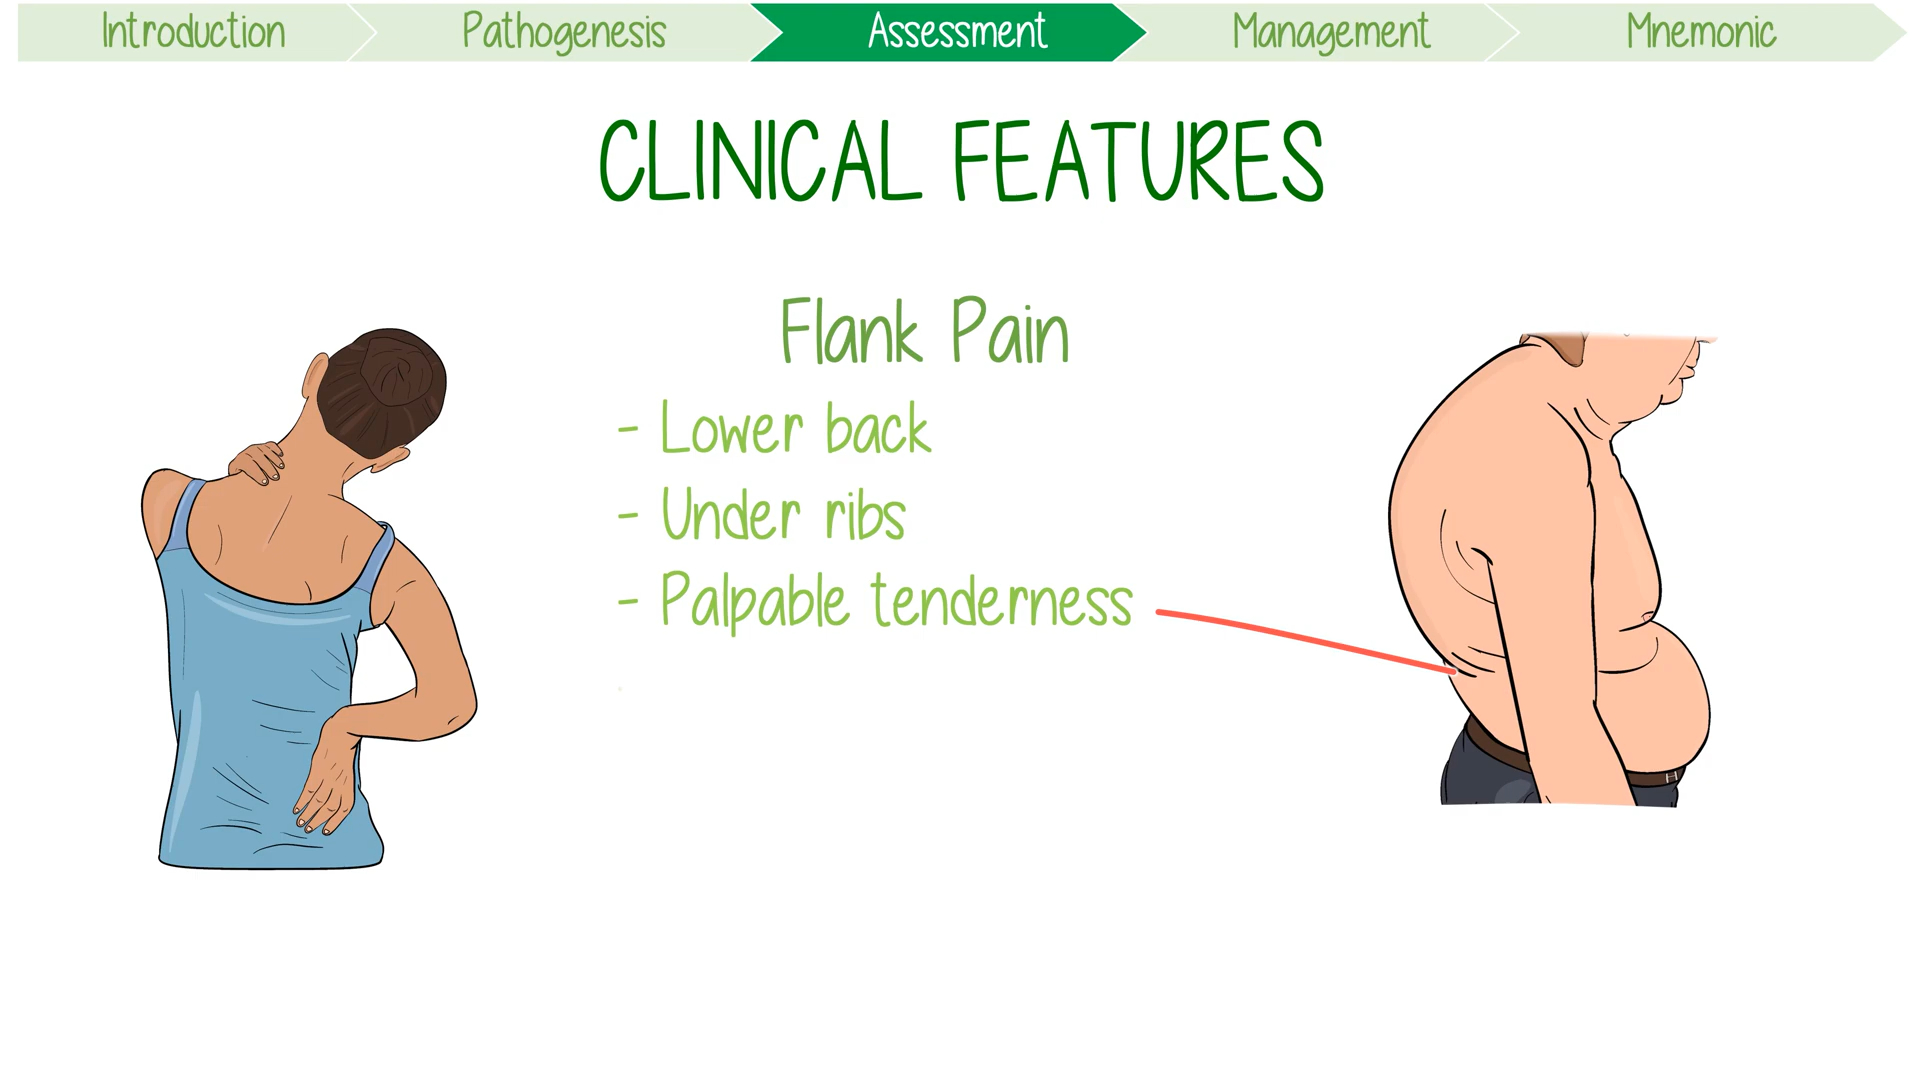 Introduction
Pathogenesis
Assessment
Management
Mnemonic
CLINICAL FEATURES
Flank Pain
- Lower back
- Under ribs
- Palpable tenderness